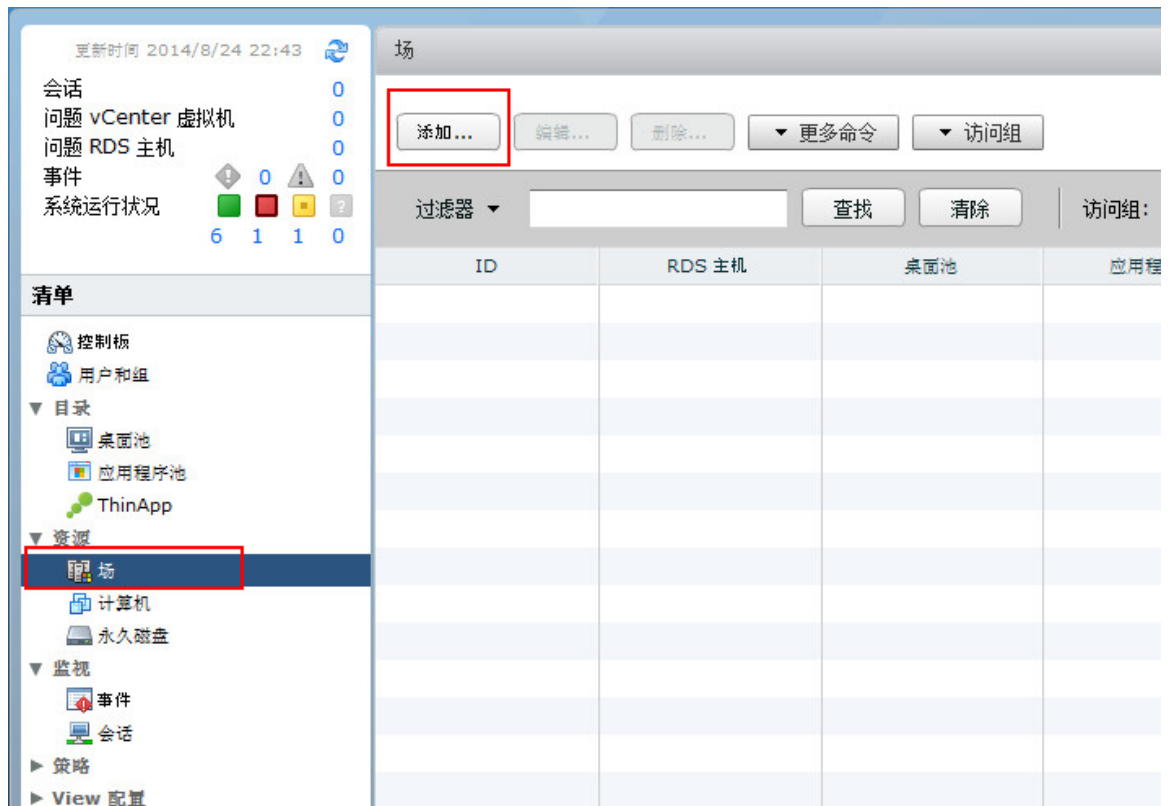 更新时间 2014/8/24 22:43
会话 0
问题 vCenter 虚拟机 0
问题 RDS 主机 0
事件 0 0
系统运行状况
6 1 1 0
清单
控制板
用户和组
目录
桌面池
应用程序池
ThinApp
资源
场
计算机
永久磁盘
监视
事件
会话
策略
View 配置
场
添加... 编辑... 删除... 更多命令 访问组
过滤器 查找 清除 访问组:
ID RDS 主机 桌面池 应用程